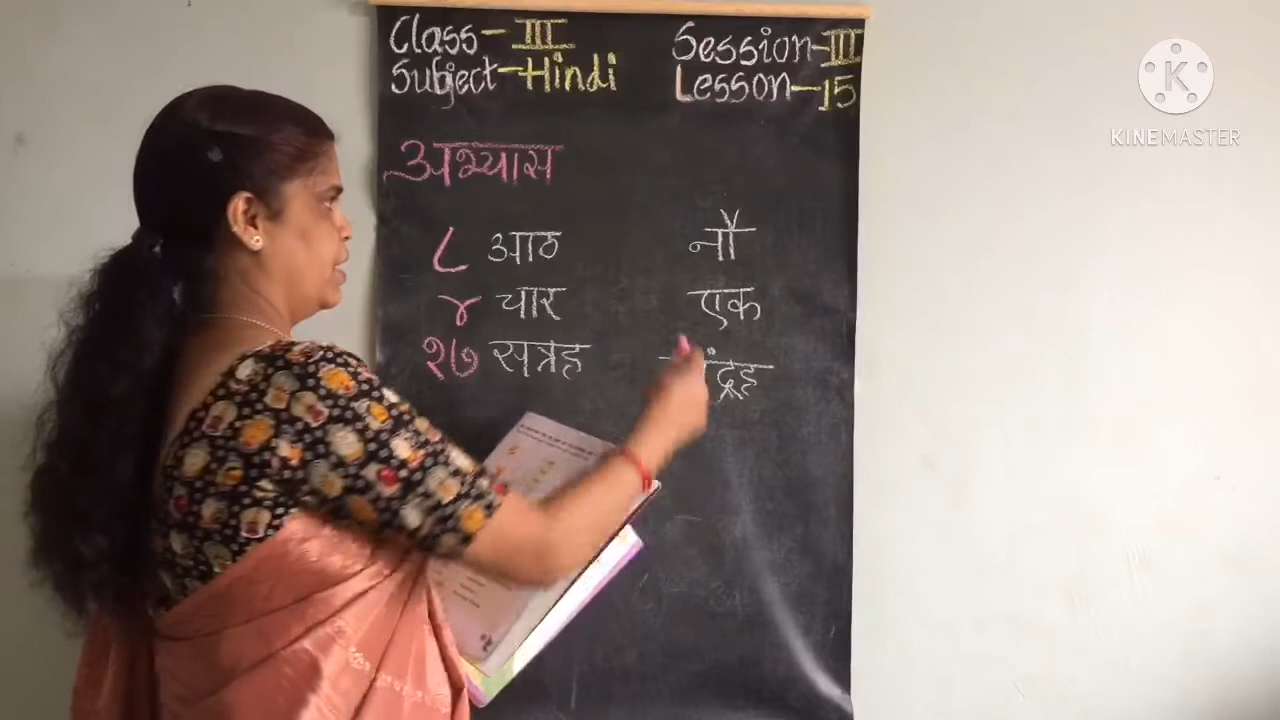 Class-III
Subject-Hindi
Session-III
Lesson-15
अभ्यास
८ आठ
४ चार
१७ सत्रह
नौ
एक
KINEMASTER